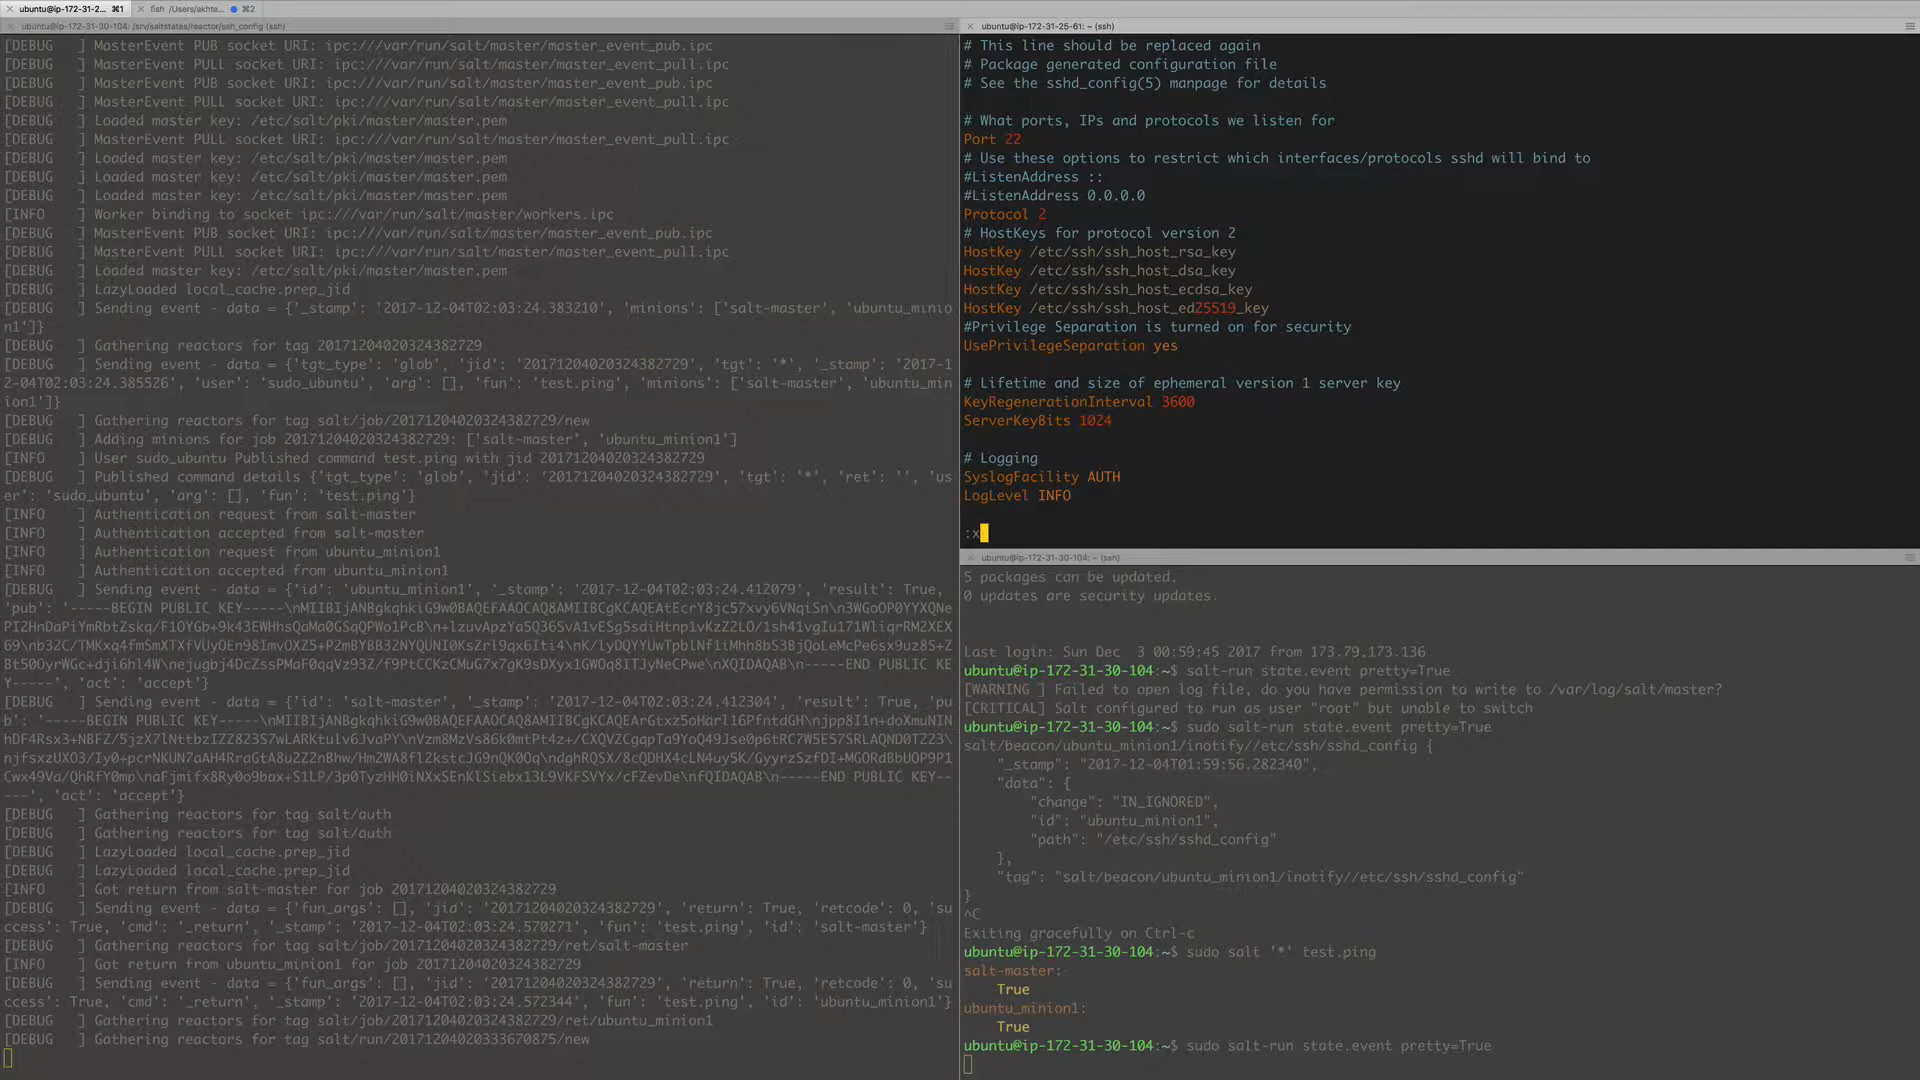 ubuntu@ip-172-31-2... ⌘1
fish /Users/akhte... ⌘2
ubuntu@ip-172-31-30-104: /srv/saltstates/reactor/ssh_config (ssh)
[DEBUG   ] MasterEvent PUB socket URI: ipc:///var/run/salt/master/master_event_pub.ipc
[DEBUG   ] MasterEvent PULL socket URI: ipc:///var/run/salt/master/master_event_pull.ipc
[DEBUG   ] MasterEvent PUB socket URI: ipc:///var/run/salt/master/master_event_pub.ipc
[DEBUG   ] MasterEvent PULL socket URI: ipc:///var/run/salt/master/master_event_pull.ipc
[DEBUG   ] Loaded master key: /etc/salt/pki/master/master.pem
[DEBUG   ] MasterEvent PULL socket URI: ipc:///var/run/salt/master/master_event_pull.ipc
[DEBUG   ] Loaded master key: /etc/salt/pki/master/master.pem
[DEBUG   ] Loaded master key: /etc/salt/pki/master/master.pem
[DEBUG   ] Loaded master key: /etc/salt/pki/master/master.pem
[INFO    ] Worker binding to socket ipc:///var/run/salt/master/workers.ipc
[DEBUG   ] MasterEvent PUB socket URI: ipc:///var/run/salt/master/master_event_pub.ipc
[DEBUG   ] MasterEvent PULL socket URI: ipc:///var/run/salt/master/master_event_pull.ipc
[DEBUG   ] Loaded master key: /etc/salt/pki/master/master.pem
[DEBUG   ] LazyLoaded local_cache.prep_jid
[DEBUG   ] Sending event - data = {'_stamp': '2017-12-04T02:03:24.383210', 'minions': ['salt-master', 'ubuntu_minio
n1']}
[DEBUG   ] Gathering reactors for tag 20171204020324382729
[DEBUG   ] Sending event - data = {'tgt_type': 'glob', 'jid': '20171204020324382729', 'tgt': '*', '_stamp': '2017-1
2-04T02:03:24.385526', 'user': 'sudo_ubuntu', 'arg': [], 'fun': 'test.ping', 'minions': ['salt-master', 'ubuntu_min
ion1']}
[DEBUG   ] Gathering reactors for tag salt/job/20171204020324382729/new
[DEBUG   ] Adding minions for job 20171204020324382729: ['salt-master', 'ubuntu_minion1']
[INFO    ] User sudo_ubuntu Published command test.ping with jid 20171204020324382729
[DEBUG   ] Published command details {'tgt_type': 'glob', 'jid': '20171204020324382729', 'tgt': '*', 'ret': '', 'us
er': 'sudo_ubuntu', 'arg': [], 'fun': 'test.ping'}
[INFO    ] Authentication request from salt-master
[INFO    ] Authentication accepted from salt-master
[INFO    ] Authentication request from ubuntu_minion1
[INFO    ] Authentication accepted from ubuntu_minion1
[DEBUG   ] Sending event - data = {'id': 'ubuntu_minion1', '_stamp': '2017-12-04T02:03:24.412079', 'result': True,
'pub': '-----BEGIN PUBLIC KEY-----
-----END PUBLIC KE
Y-----', 'act': 'accept'}
[DEBUG   ] Sending event - data = {'id': 'salt-master', '_stamp': '2017-12-04T02:03:24.412304', 'result': True, 'pu
b': '-----BEGIN PUBLIC KEY-----
-----END PUBLIC KEY-
----', 'act': 'accept'}
[DEBUG   ] Gathering reactors for tag salt/auth
[DEBUG   ] Gathering reactors for tag salt/auth
[DEBUG   ] LazyLoaded local_cache.prep_jid
[DEBUG   ] LazyLoaded local_cache.prep_jid
[INFO    ] Got return from salt-master for job 20171204020324382729
[DEBUG   ] Sending event - data = {'fun_args': [], 'jid': '20171204020324382729', 'return': True, 'retcode': 0, 'su
ccess': True, 'cmd': '_return', '_stamp': '2017-12-04T02:03:24.570271', 'fun': 'test.ping', 'id': 'salt-master'}
[DEBUG   ] Gathering reactors for tag salt/job/20171204020324382729/ret/salt-master
[INFO    ] Got return from ubuntu_minion1 for job 20171204020324382729
[DEBUG   ] Sending event - data = {'fun_args': [], 'jid': '20171204020324382729', 'return': True, 'retcode': 0, 'su
ccess': True, 'cmd': '_return', '_stamp': '2017-12-04T02:03:24.572344', 'fun': 'test.ping', 'id': 'ubuntu_minion1'}
[DEBUG   ] Gathering reactors for tag salt/job/20171204020324382729/ret/ubuntu_minion1
[DEBUG   ] Gathering reactors for tag salt/run/20171204020333670875/new
ubuntu@ip-172-31-25-61: ~ (ssh)
# This line should be replaced again
# Package generated configuration file
# See the sshd_config(5) manpage for details
# What ports, IPs and protocols we listen for
Port 22
# Use these options to restrict which interfaces/protocols sshd will bind to
#ListenAddress ::
#ListenAddress 0.0.0.0
Protocol 2
# HostKeys for protocol version 2
HostKey /etc/ssh/ssh_host_rsa_key
HostKey /etc/ssh/ssh_host_dsa_key
HostKey /etc/ssh/ssh_host_ecdsa_key
HostKey /etc/ssh/ssh_host_ed25519_key
#Privilege Separation is turned on for security
UsePrivilegeSeparation yes
# Lifetime and size of ephemeral version 1 server key
KeyRegenerationInterval 3600
ServerKeyBits 1024
# Logging
SyslogFacility AUTH
LogLevel INFO
:x
ubuntu@ip-172-31-30-104: ~ (ssh)
5 packages can be updated.
0 updates are security updates.
Last login: Sun Dec  3 00:59:45 2017 from 173.79.173.136
ubuntu@ip-172-31-30-104:~$ salt-run state.event pretty=True
[WARNING ] Failed to open log file, do you have permission to write to /var/log/salt/master?
[CRITICAL] Salt configured to run as user "root" but unable to switch
ubuntu@ip-172-31-30-104:~$ sudo salt-run state.event pretty=True
salt/beacon/ubuntu_minion1/inotify//etc/ssh/sshd_config {
"_stamp": "2017-12-04T01:59:56.282340",
"data": {
"change": "IN_IGNORED",
"id": "ubuntu_minion1",
"path": "/etc/ssh/sshd_config"
},
"tag": "salt/beacon/ubuntu_minion1/inotify//etc/ssh/sshd_config"
}
^C
Exiting gracefully on Ctrl-c
ubuntu@ip-172-31-30-104:~$ sudo salt '*' test.ping
salt-master:
True
ubuntu_minion1:
True
ubuntu@ip-172-31-30-104:~$ sudo salt-run state.event pretty=True